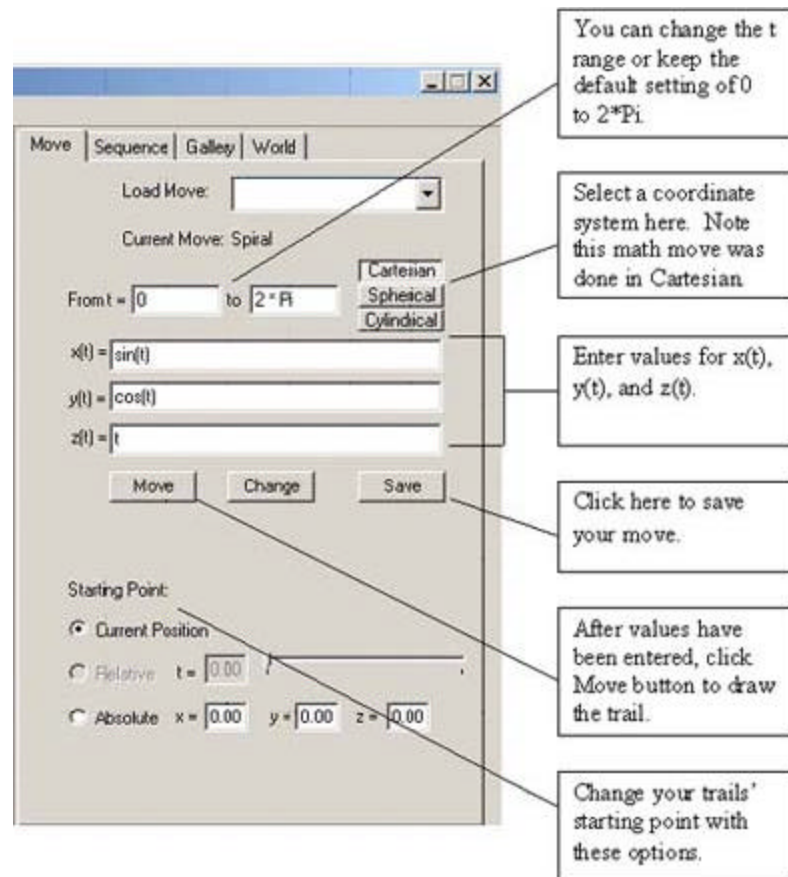 You can change the t
range or keep the
default setting of 0
to 2*Pi.
Move Sequence Gallery World
Load Move:
Current Move: Spiral
Select a coordinate
system here. Note
this math move was
done in Cartesian
From t = 0 to 2 * Pi
Cartesian
Spherical
Cylindrical
x(t) = sin(t)
y(t) = cos(t)
z(t) = t
Enter values for x(t),
y(t), and z(t).
Move Change Save
Click here to save
your move.
Starting Point:
Current Position
Relative t = 0.00
Absolute x = 0.00 y = 0.00 z = 0.00
After values have
been entered, click
Move button to draw
the trail.
Change your trails'
starting point with
these options.